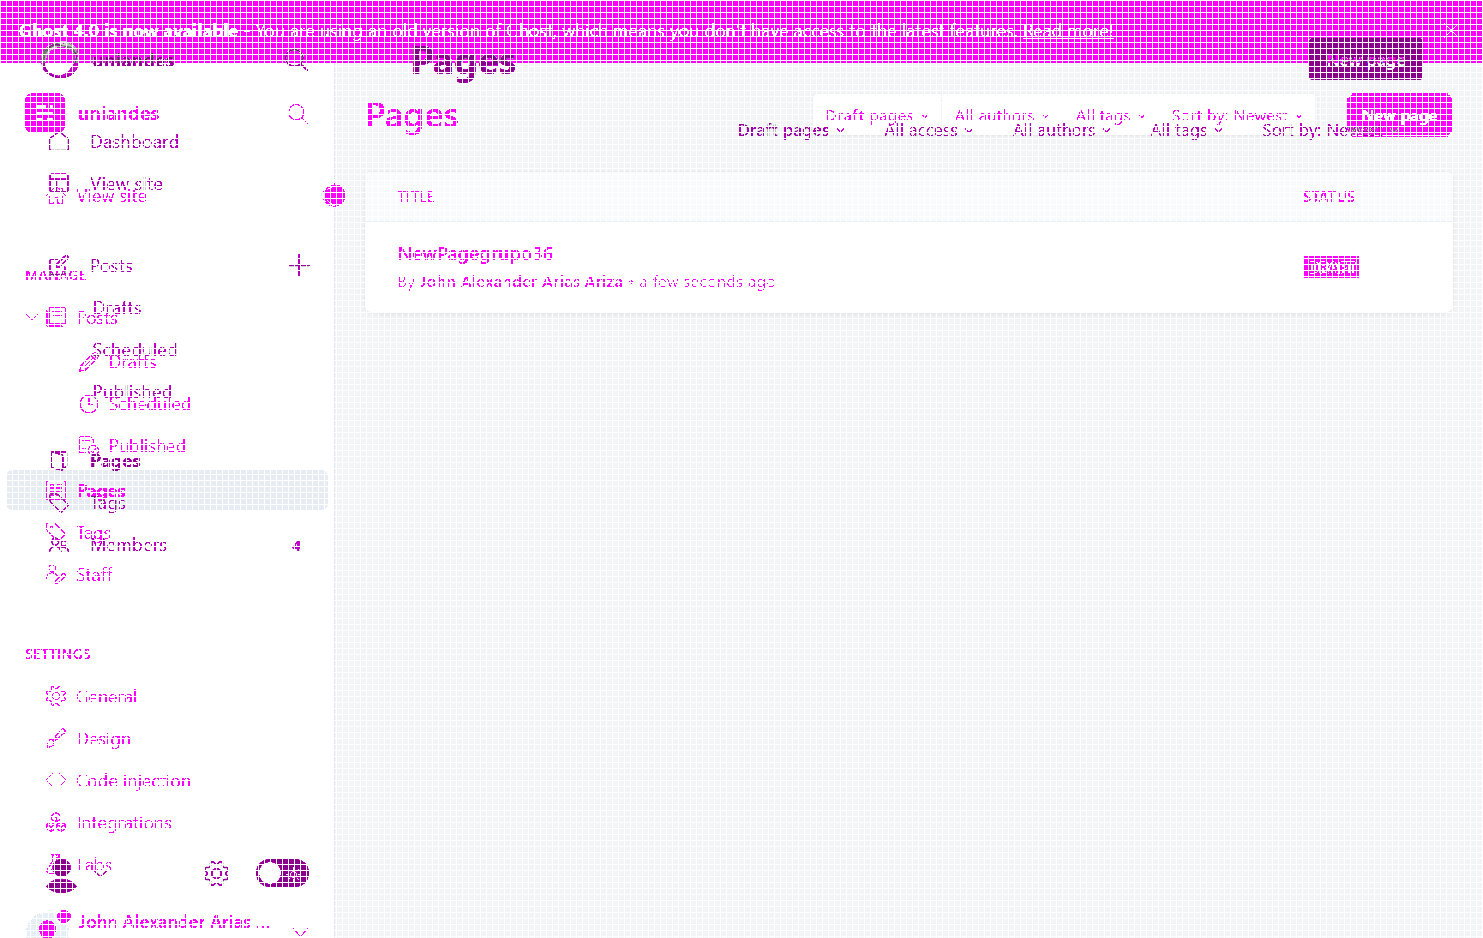 Ghost 4.0 is now available - You are using an old version of Ghost, which means you don't have access to the latest features. Read more!
uniandes
Pages
New page
uniandes
Pages
Draft pages
All authors
All tags
Sort by: Newest
New page
Draft pages
All access
All authors
All tags
Sort by: Newest
Dashboard
View site
View site
TITLE
STATUS
Posts
MANAGE
NewPagegrupo36
By John Alexander Arias Ariza • a few seconds ago
DRAFT
Drafts
Posts
Scheduled
Drafts
Published
Scheduled
Published
Pages
Pages
Tags
Tags
Members
4
Staff
SETTINGS
General
Design
Code injection
Integrations
Labs
John Alexander Arias ...